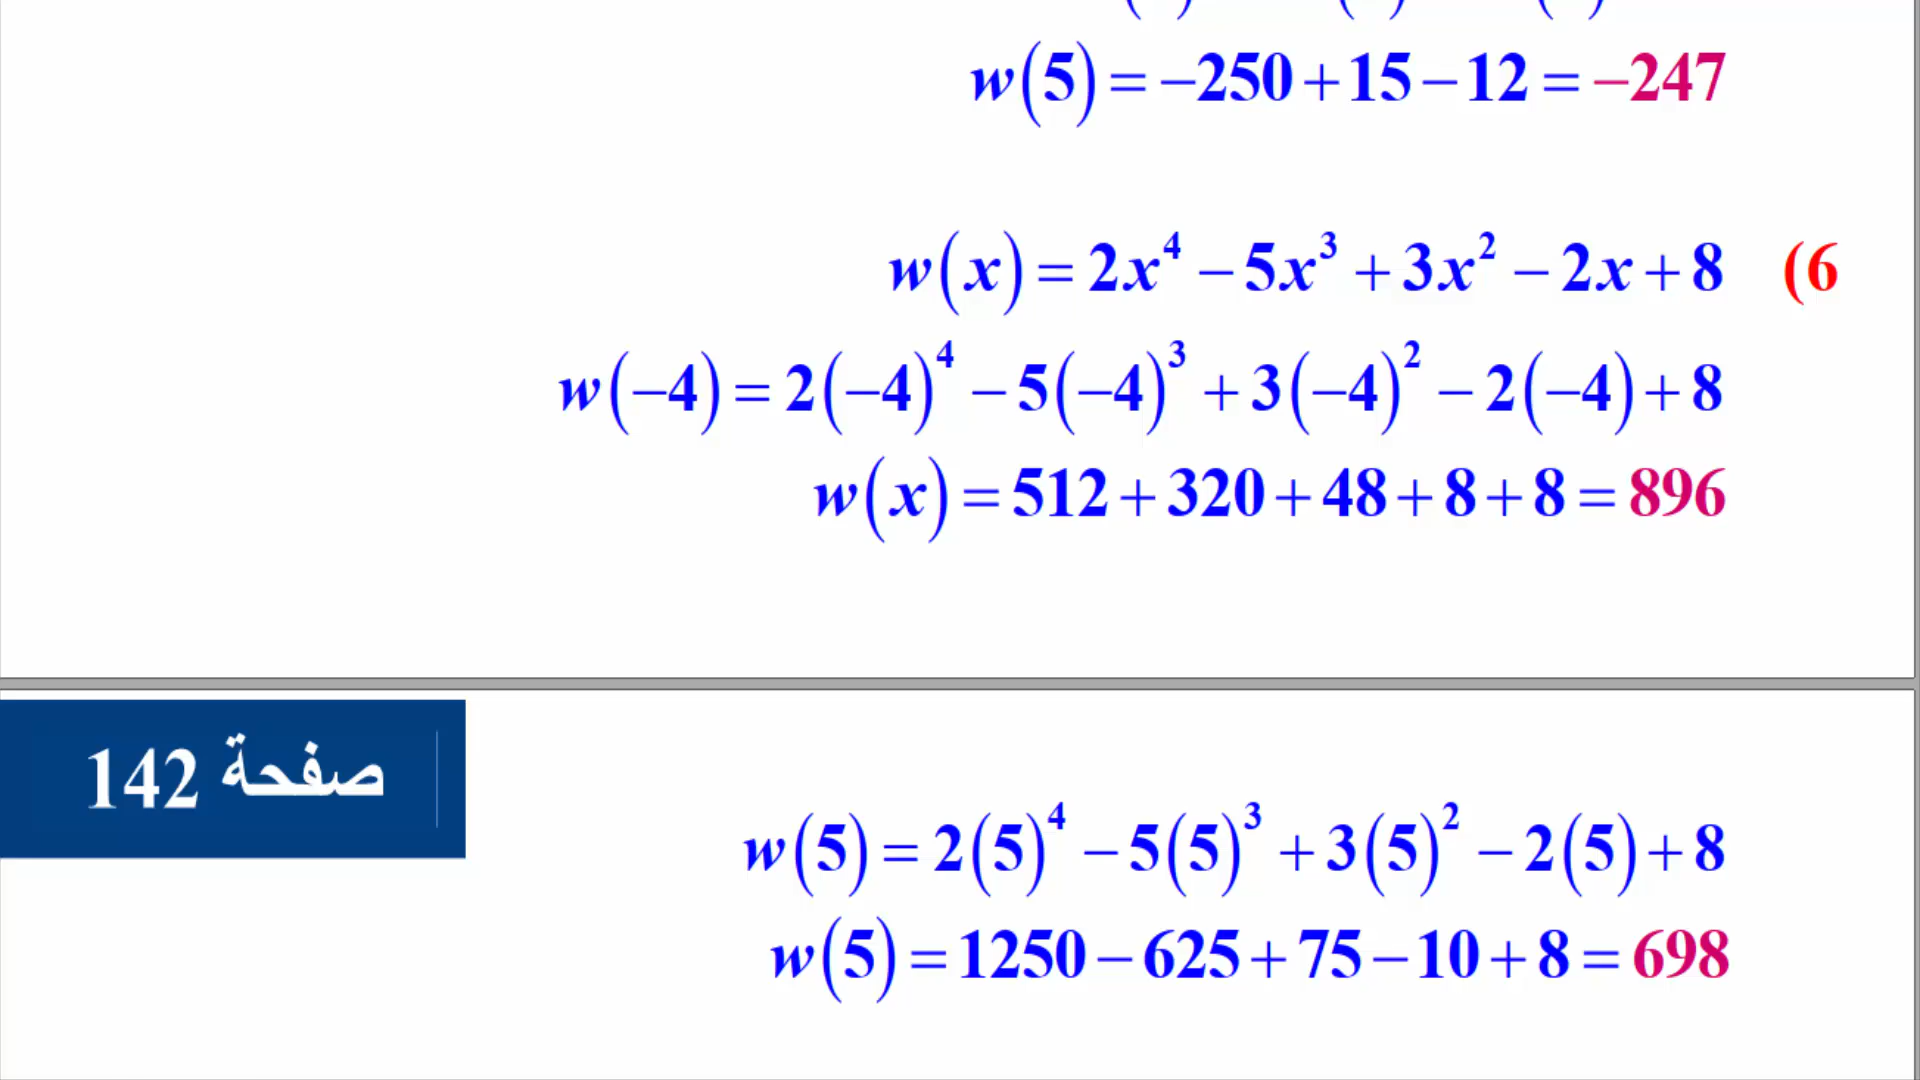 w(5) = −250 + 15 − 12 = −247
w(x) = 2x⁴ − 5x³ + 3x² − 2x + 8 (6
w(−4) = 2(−4)⁴ − 5(−4)³ + 3(−4)² − 2(−4) + 8
w(x) = 512 + 320 + 48 + 8 + 8 = 896
صفحة 142
w(5) = 2(5)⁴ − 5(5)³ + 3(5)² − 2(5) + 8
w(5) = 1250 − 625 + 75 − 10 + 8 = 698